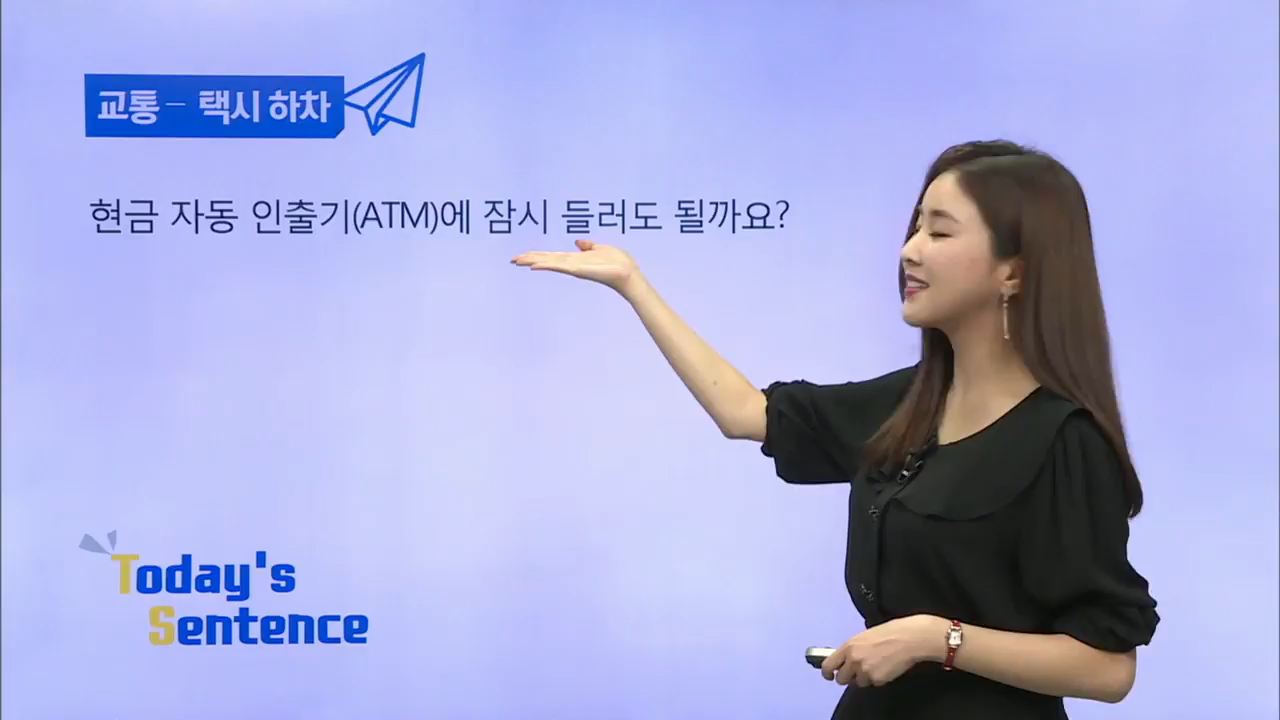 교통 – 택시 하차
현금 자동 인출기(ATM)에 잠시 들러도 될까요?
Today's
Sentence